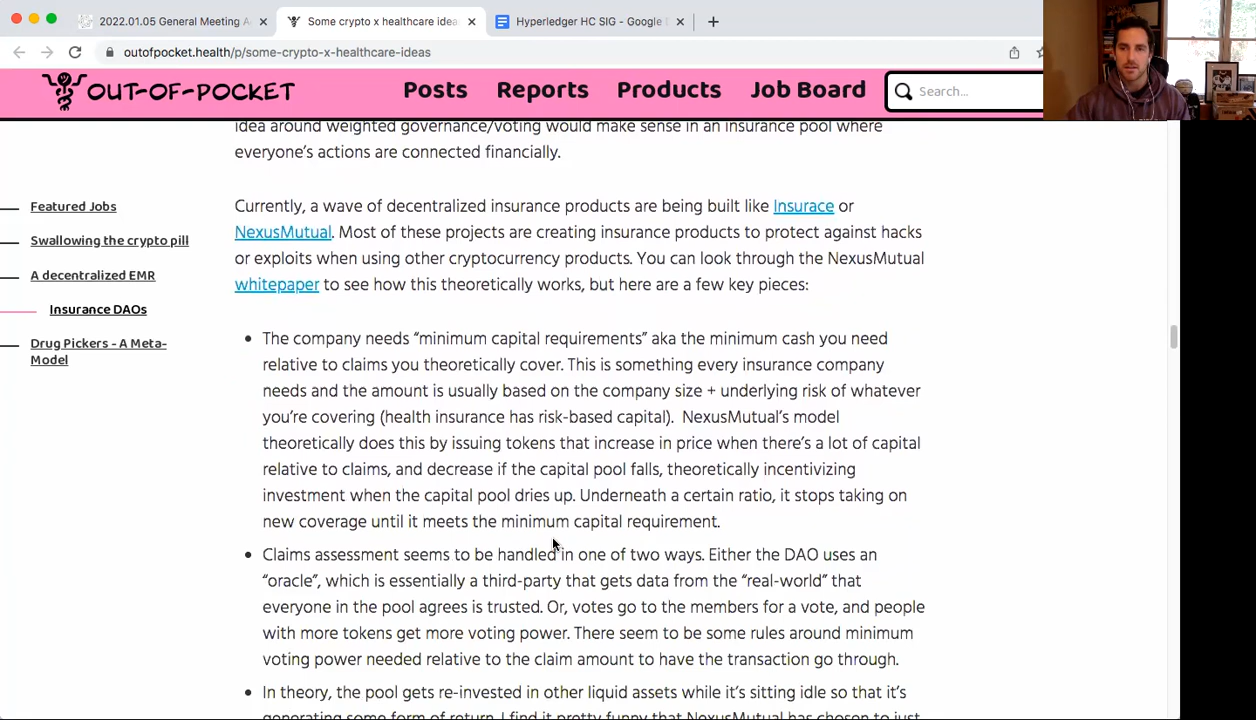 2022.01.05 General Meeting A
Some crypto x healthcare idea
Hyperledger HC SIG - Google D
outofpocket.health/p/some-crypto-x-healthcare-ideas
OUT-OF-POCKET
Posts
Reports
Products
Job Board
Search...
Featured Jobs
Swallowing the crypto pill
A decentralized EMR
Insurance DAOs
Drug Pickers - A Meta-
Model
idea around weighted governance/voting would make sense in an insurance pool where
everyone's actions are connected financially.
Currently, a wave of decentralized insurance products are being built like Insurace or
NexusMutual. Most of these projects are creating insurance products to protect against hacks
or exploits when using other cryptocurrency products. You can look through the NexusMutual
whitepaper to see how this theoretically works, but here are a few key pieces:
• The company needs “minimum capital requirements” aka the minimum cash you need
relative to claims you theoretically cover. This is something every insurance company
needs and the amount is usually based on the company size + underlying risk of whatever
you're covering (health insurance has risk-based capital). NexusMutual's model
theoretically does this by issuing tokens that increase in price when there's a lot of capital
relative to claims, and decrease if the capital pool falls, theoretically incentivizing
investment when the capital pool dries up. Underneath a certain ratio, it stops taking on
new coverage until it meets the minimum capital requirement.
• Claims assessment seems to be handled in one of two ways. Either the DAO uses an
“oracle”, which is essentially a third-party that gets data from the “real-world” that
everyone in the pool agrees is trusted. Or, votes go to the members for a vote, and people
with more tokens get more voting power. There seem to be some rules around minimum
voting power needed relative to the claim amount to have the transaction go through.
• In theory, the pool gets re-invested in other liquid assets while it's sitting idle so that it's
generating some form of return. I find it pretty funny that NexusMutual has chosen to just